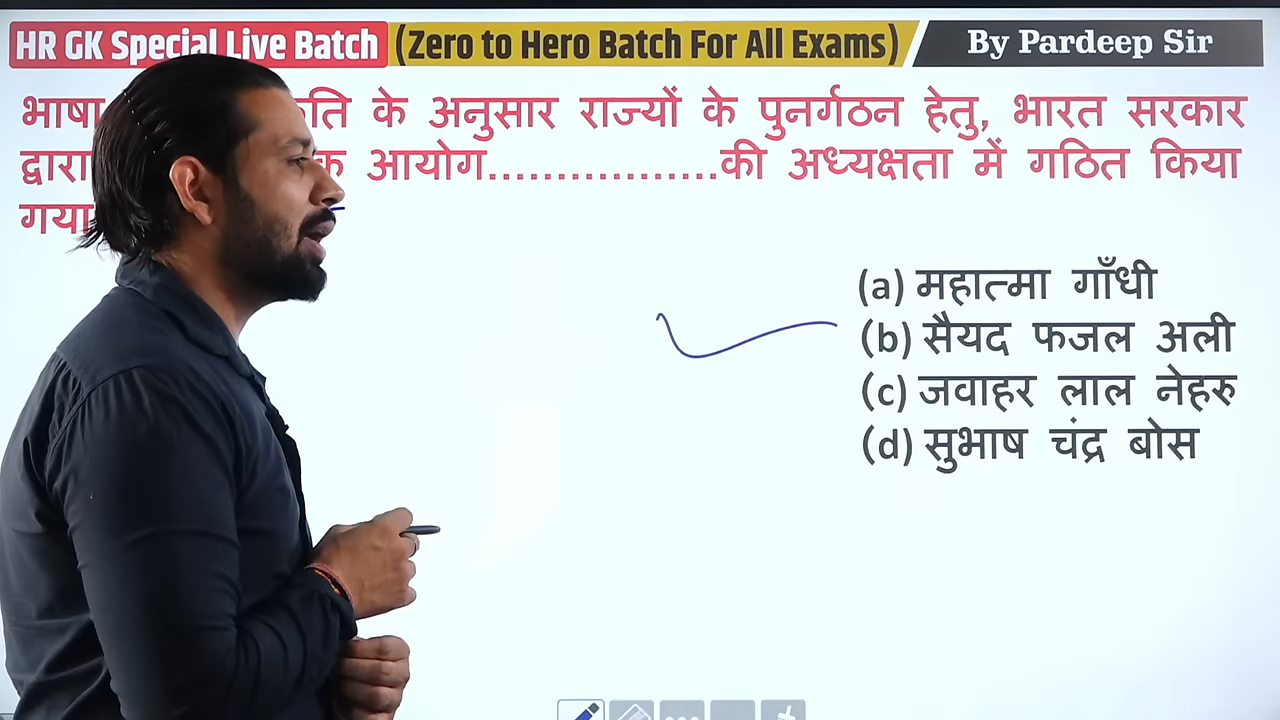 HR GK Special Live Batch (Zero to Hero Batch For All Exams) By Pardeep Sir
भाषा के अनुसार राज्यों के पुनर्गठन हेतु, भारत सरकार
द्वारा आयोग.................की अध्यक्षता में गठित किया
गया
(a) महात्मा गाँधी
(b) सैयद फजल अली
(c) जवाहर लाल नेहरु
(d) सुभाष चंद्र बोस